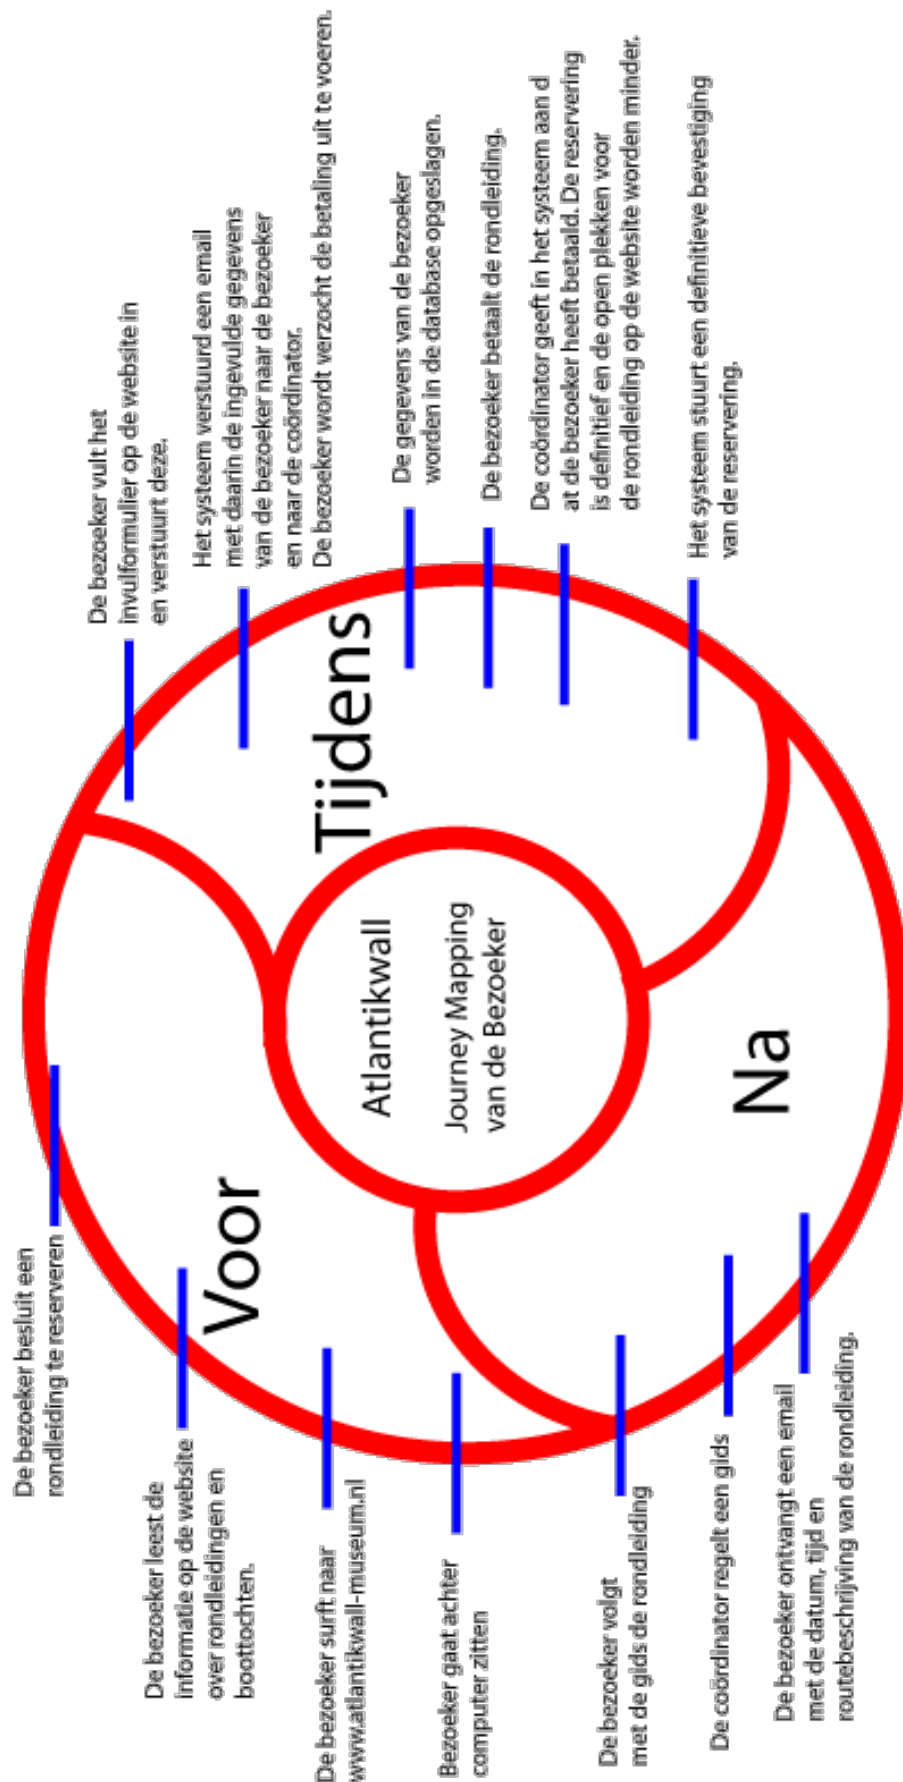 De bezoeker besluit een
rondleiding te reserveren
De bezoeker leest de
informatie op de website
over rondleidingen en
boottochten.
De bezoeker surft naar
www.atlantikwall-museum.nl
Bezoeker gaat achter
computer zitten
De bezoeker volgt
met de gids de rondleiding
De coördinator regelt een gids
De bezoeker ontvangt een email
met de datum, tijd en
routebeschrijving van de rondleiding.
Voor
Atlantikwall
Journey Mapping
van de Bezoeker
Na
Tijdens
De bezoeker vult het
invulformulier op de website in
en verstuurt deze.
Het systeem verstuurd een email
met daarin de ingevulde gegevens
van de bezoeker naar de bezoeker
en naar de coördinator.
De bezoeker wordt verzocht de betaling uit te voeren.
De gegevens van de bezoeker
worden in de database opgeslagen.
De bezoeker betaalt de rondleiding.
De coördinator geeft in het systeem aan d
at de bezoeker heeft betaald. De reservering
is definitief en de open plekken voor
de rondleiding op de website worden minder.
Het systeem stuurt een definitieve bevestiging
van de reservering.